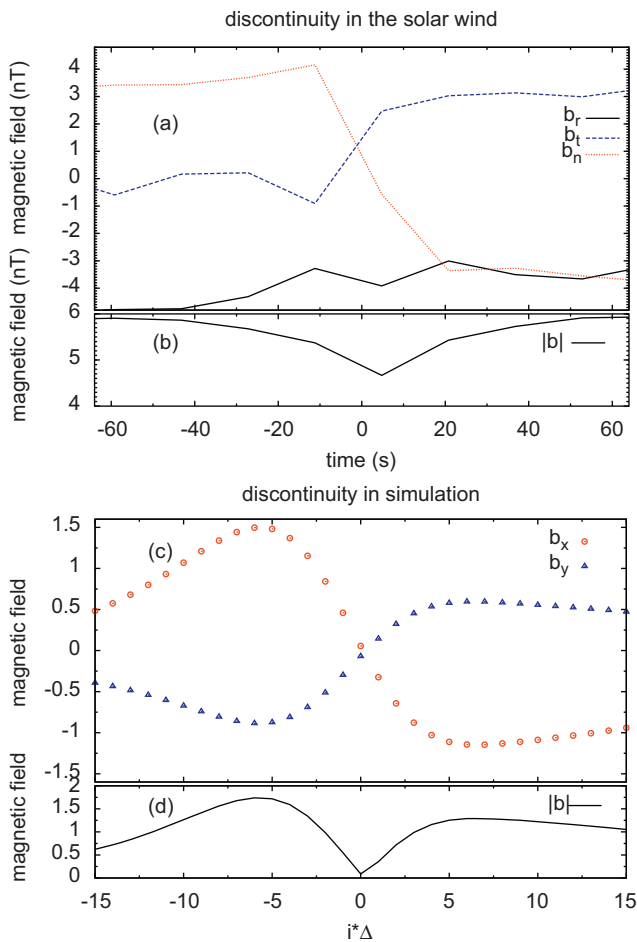 discontinuity in the solar wind
magnetic field (nT)
4
3
2
1
0
-1
-2
-3
-4
(a)
b_r
b_t
b_n
magnetic field (nT)
6
5
4
(b)
|b|
-60 -40 -20 0 20 40 60
time (s)
discontinuity in simulation
magnetic field
1.5
1
0.5
0
-0.5
-1
-1.5
(c)
b_x
b_y
magnetic field
2
1.5
1
0.5
0
(d)
|b|
-15 -10 -5 0 5 10 15
i*Δ